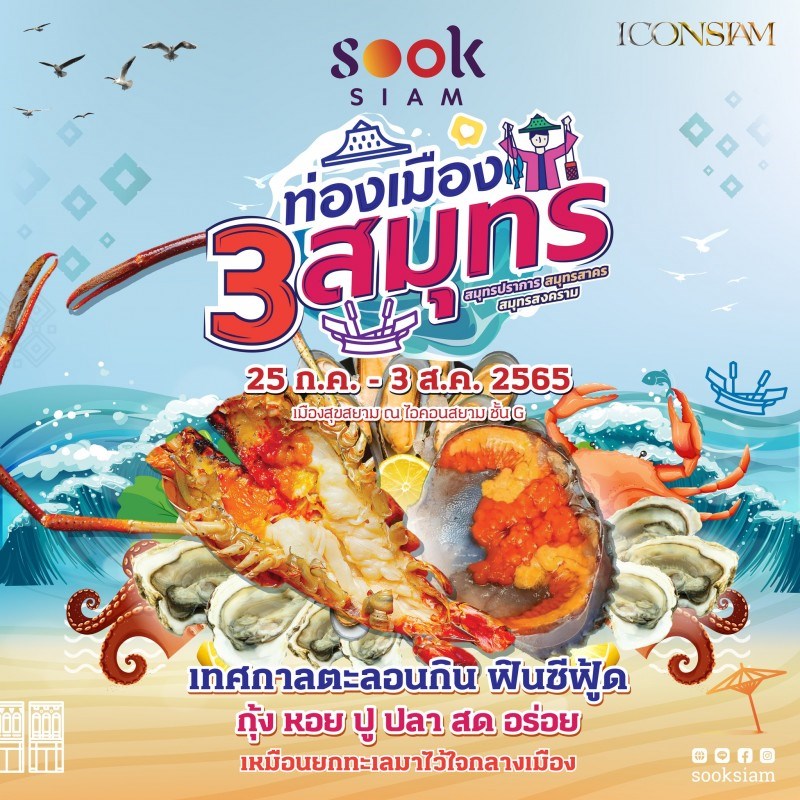 sook
SIAM
ICONSIAM
ท่องเมือง
3 สมุทร
สมุทรปราการ สมุทรสาคร
สมุทรสงคราม
25 ก.ค. - 3 ส.ค. 2565
เมืองสุขสยาม ณ ไอคอนสยาม ชั้น G
เทศกาลตะลอนกิน ฟินซีฟู้ด
กุ้ง หอย ปู ปลา สด อร่อย
เหมือนยกทะเลมาไว้ใจกลางเมือง
sooksiam